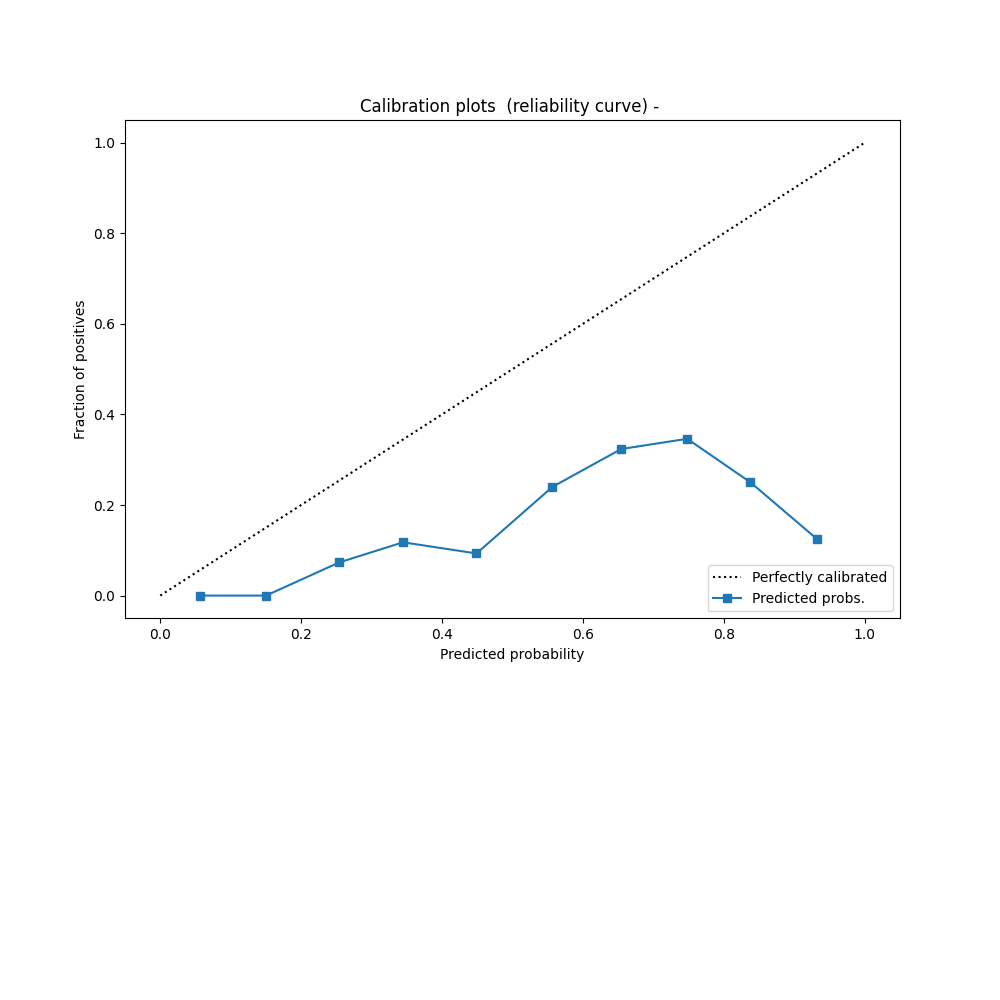 Calibration plots  (reliability curve) -
1.0
0.8
0.6
0.4
0.2
0.0
Fraction of positives
0.0 0.2 0.4 0.6 0.8 1.0
Predicted probability
Perfectly calibrated
Predicted probs.